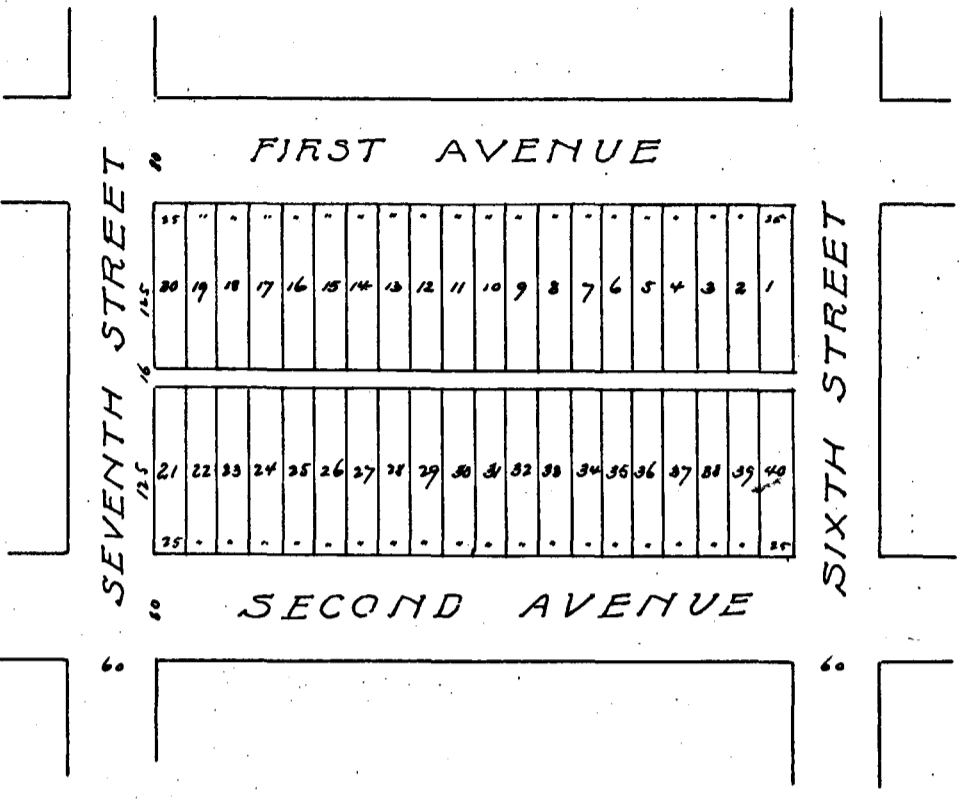 FIRST AVENUE
80
SEVENTH STREET
SIXTH STREET
25 " " " " " " " " " " " " " " " " " " 25
125
20 19 18 17 16 15 14 13 12 11 10 9 8 7 6 5 4 3 2 1
16
125
21 22 23 24 25 26 27 28 29 30 31 32 33 34 35 36 37 38 39 40
25 " " " " " " " " " " " " " " " " " " 25
SECOND AVENUE
60
60